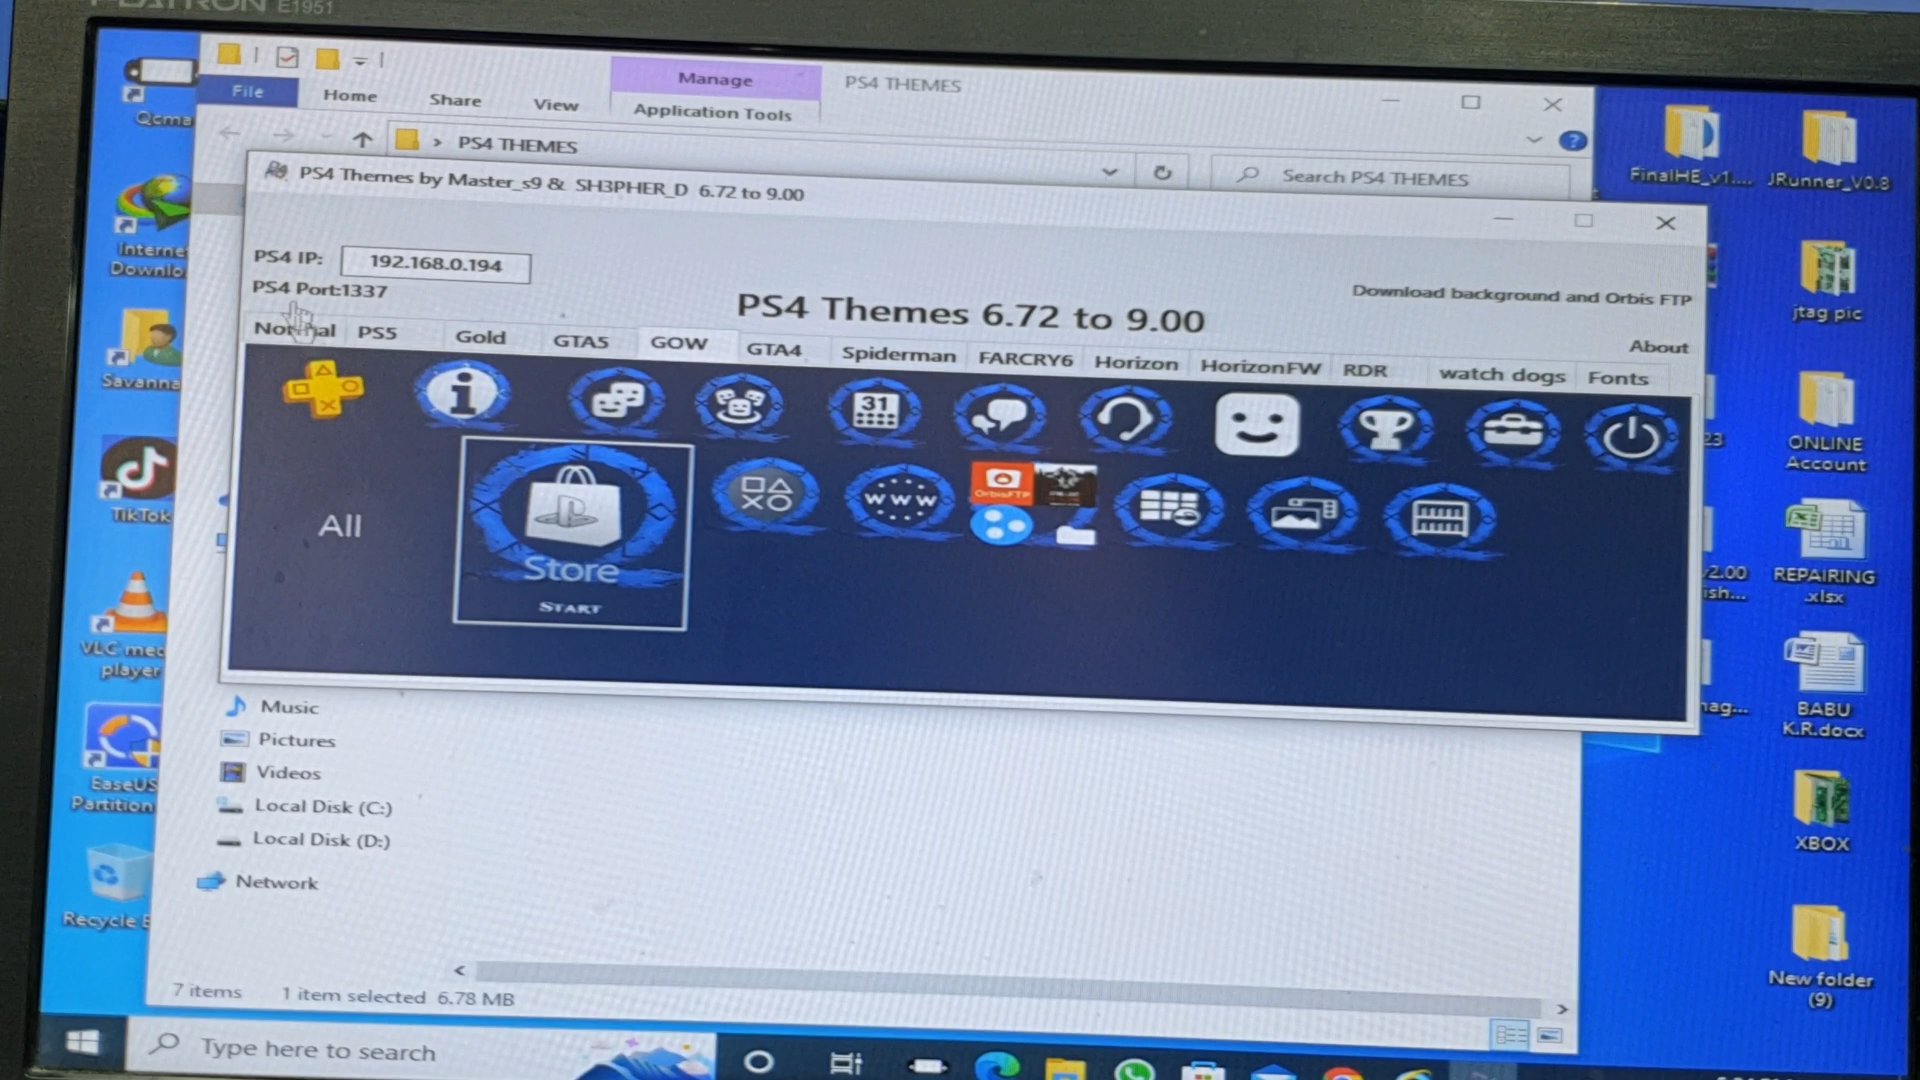 E1951
Manage
PS4 THEMES
File
Home
Share
View
Application Tools
PS4 THEMES
Search PS4 THEMES
PS4 Themes by Master_s9 & SH3PHER_D 6.72 to 9.00
PS4 IP:
192.168.0.194
PS4 Port:1337
Download background and Orbis FTP
PS4 Themes 6.72 to 9.00
About
Normal
PS5
Gold
GTA5
GOW
GTA4
Spiderman
FARCRY6
Horizon
HorizonFW
RDR
watch dogs
Fonts
31
All
Store
START
WWW
OrbisFTP
Music
Pictures
Videos
Local Disk (C:)
Local Disk (D:)
Network
7 items
1 item selected 6.78 MB
Type here to search
Qcma
Interne
Downlo
Savanna
TikTok
VLC med
player
EaseUS
Partition
Recycle B
FinalHE_v1....
JRunner_V0.8
jtag pic
23
ONLINE
Account
v2.00
ish...
REPAIRING
.xlsx
nag...
BABU
K.R.docx
XBOX
New folder
(9)